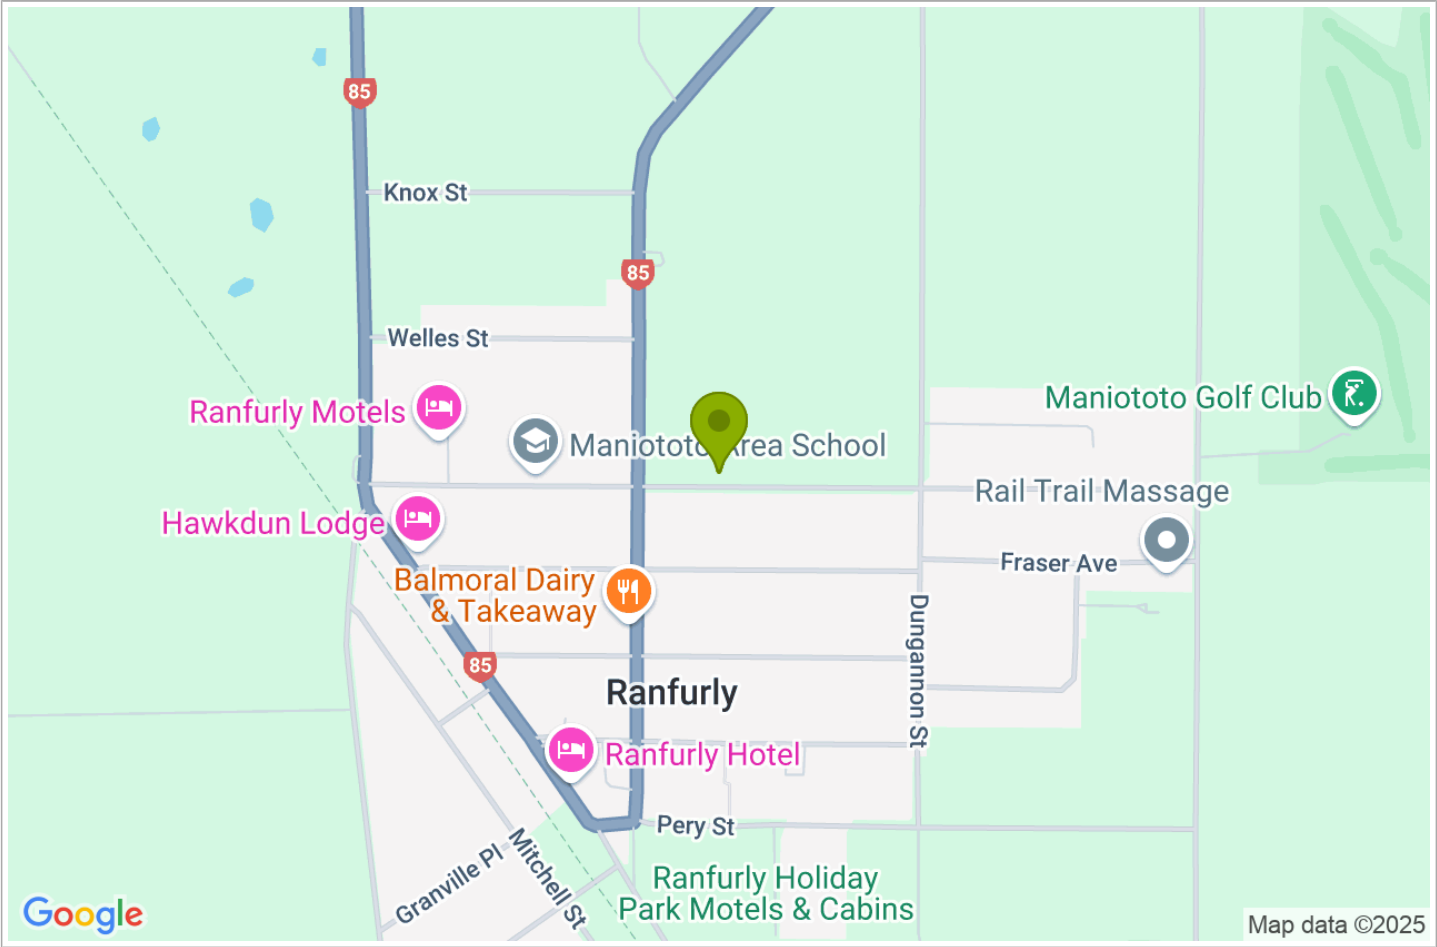 85
Knox St
85
Welles St
Ranfurly Motels
Maniototo Area School
Maniototo Golf Club
Rail Trail Massage
Hawkdun Lodge
Fraser Ave
Balmoral Dairy
& Takeaway
Dungannon St
85
Ranfurly
Ranfurly Hotel
Pery St
Mitchell St
Granville Pl
Ranfurly Holiday
Park Motels & Cabins
Google
Map data ©2025